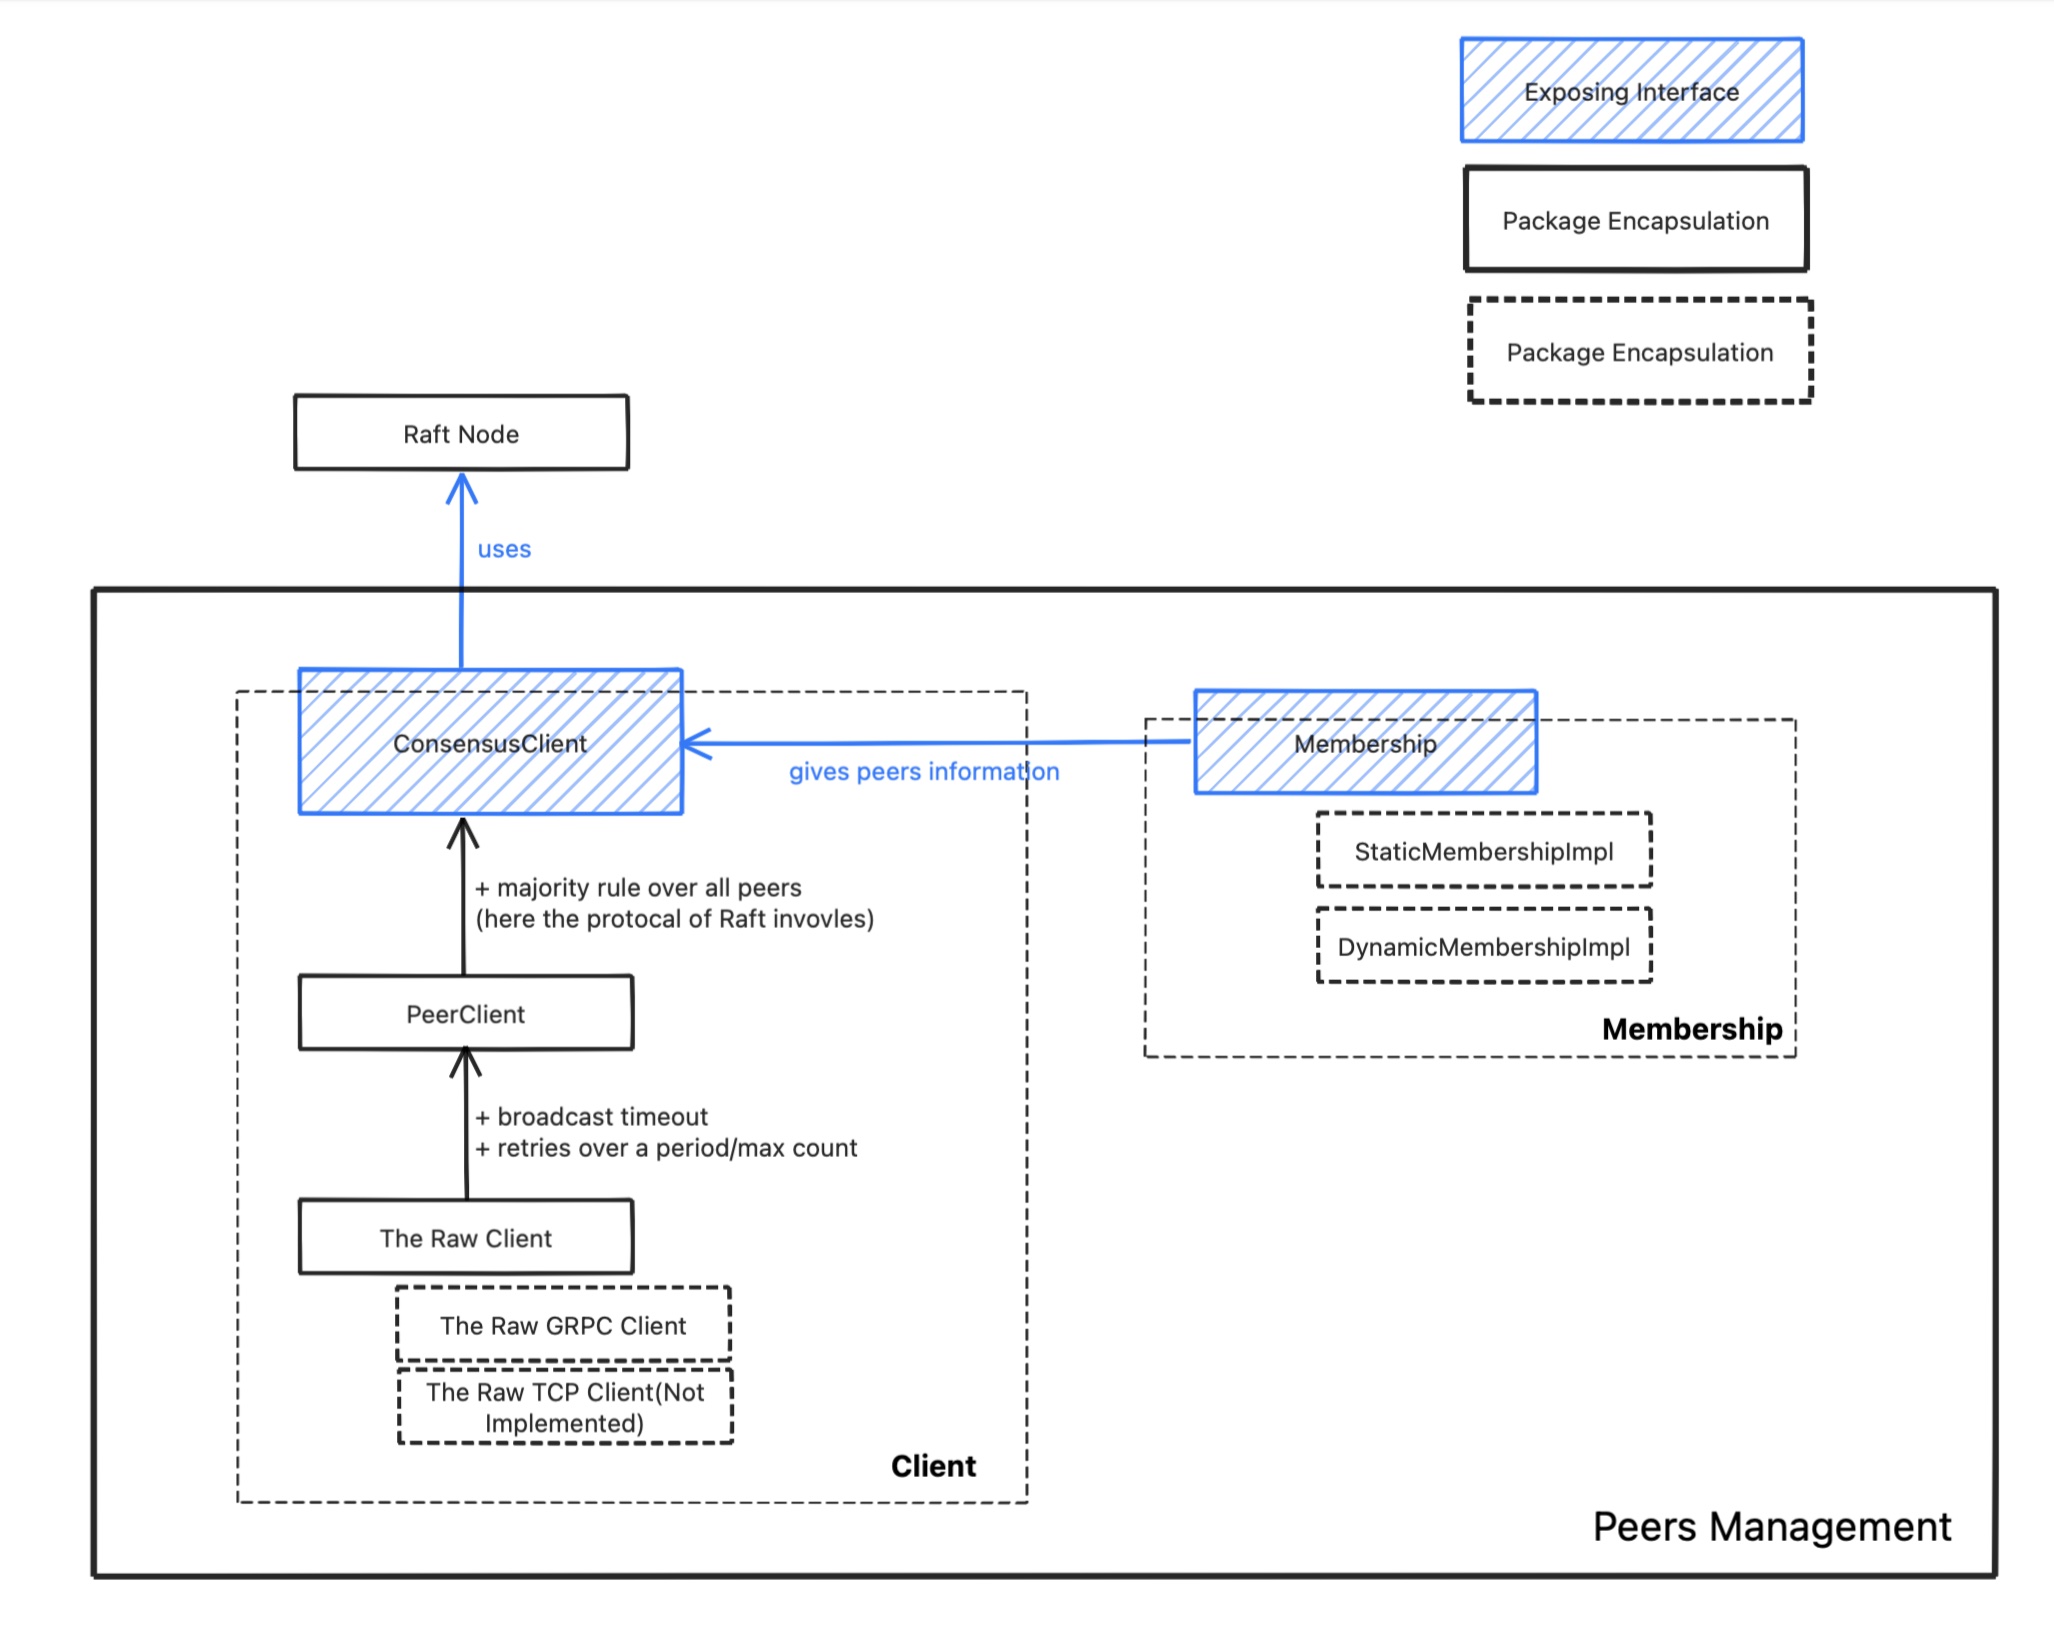 Exposing Interface
Package Encapsulation
Package Encapsulation
Raft Node
uses
ConsensusClient
gives peers information
Membership
StaticMembershipImpl
DynamicMembershipImpl
Membership
+ majority rule over all peers
(here the protocal of Raft invovles)
PeerClient
+ broadcast timeout
+ retries over a period/max count
The Raw Client
The Raw GRPC Client
The Raw TCP Client(Not
Implemented)
Client
Peers Management